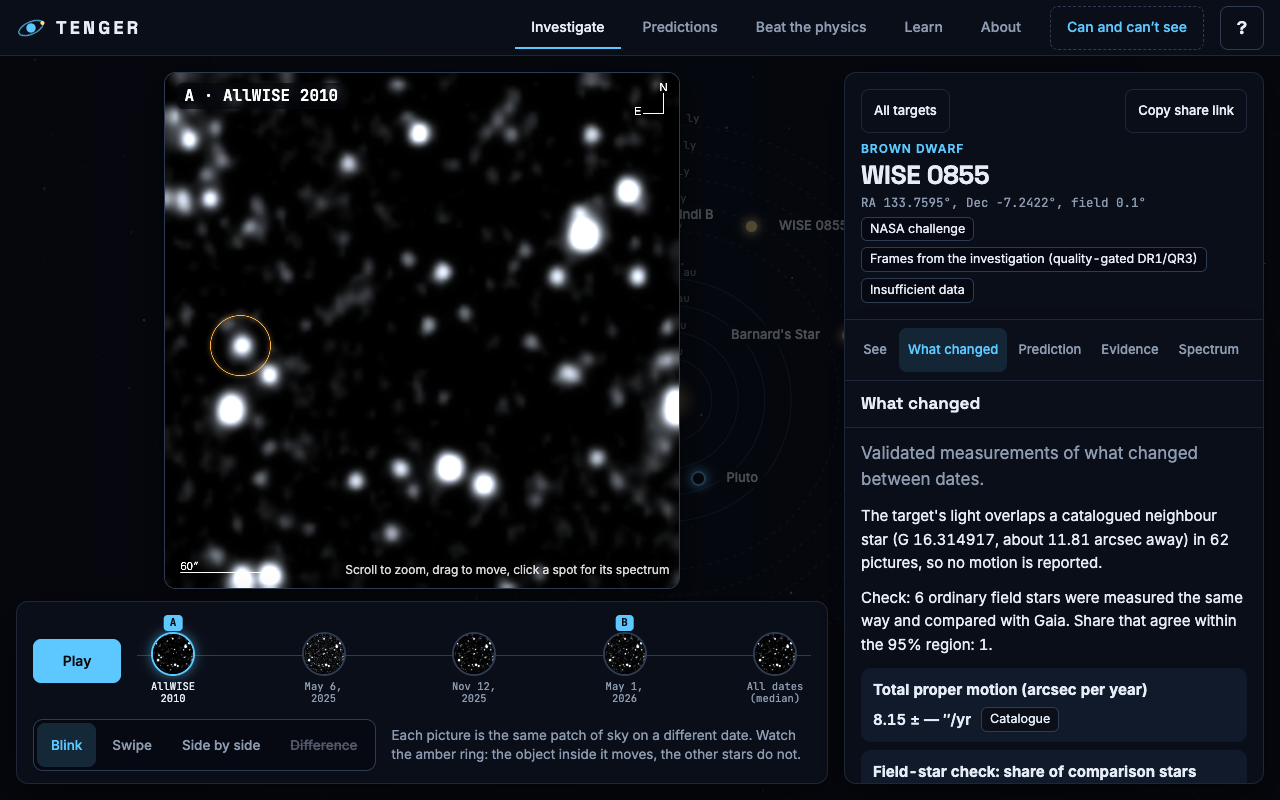 TENGER
Investigate
Predictions
Beat the physics
Learn
About
Can and can't see
?
A · AllWISE 2010
N
E
60″
Scroll to zoom, drag to move, click a spot for its spectrum
ly
ly
ly
y
Indi B
WISE 0855
au
au
u
Barnard's Star
Pluto
All targets
Copy share link
BROWN DWARF
WISE 0855
RA 133.7595°, Dec -7.2422°, field 0.1°
NASA challenge
Frames from the investigation (quality-gated DR1/QR3)
Insufficient data
See
What changed
Prediction
Evidence
Spectrum
What changed
Validated measurements of what changed
between dates.
The target's light overlaps a catalogued neighbour
star (G 16.314917, about 11.81 arcsec away) in 62
pictures, so no motion is reported.
Check: 6 ordinary field stars were measured the same
way and compared with Gaia. Share that agree within
the 95% region: 1.
Total proper motion (arcsec per year)
8.15 ± — ″/yr Catalogue
Field-star check: share of comparison stars
Play
A
AllWISE
2010
May 6,
2025
Nov 12,
2025
B
May 1,
2026
All dates
(median)
Blink
Swipe
Side by side
Difference
Each picture is the same patch of sky on a different date. Watch
the amber ring: the object inside it moves, the other stars do not.